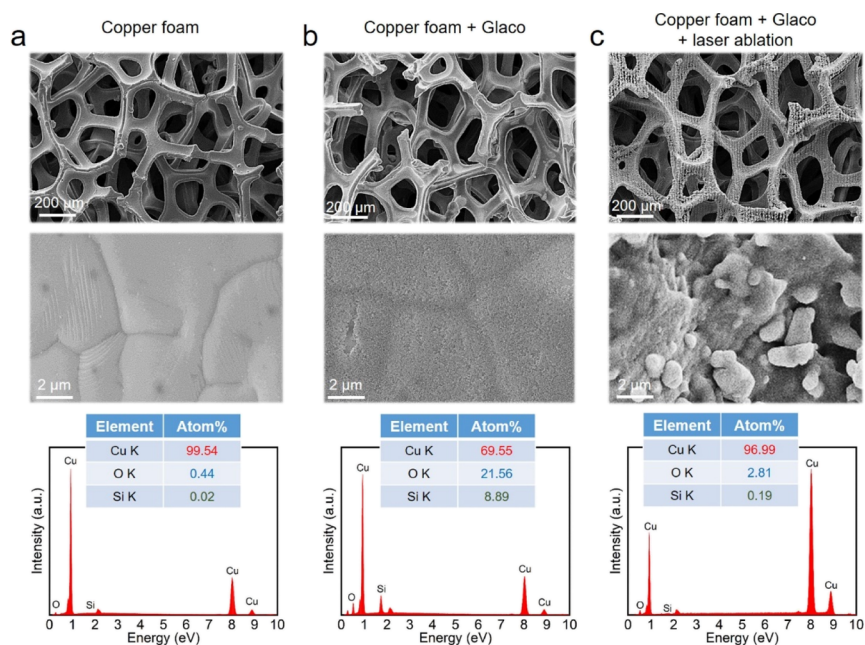 a
Copper foam
200 µm
2 µm
Element Atom%
Cu K 99.54
O K 0.44
Si K 0.02
Intensity (a.u.)
Cu
O
Si
Cu
Cu
0 1 2 3 4 5 6 7 8 9 10
Energy (eV)
b
Copper foam + Glaco
200 µm
2 µm
Element Atom%
Cu K 69.55
O K 21.56
Si K 8.89
Intensity (a.u.)
Cu
O
Si
Cu
Cu
0 1 2 3 4 5 6 7 8 9 10
Energy (eV)
c
Copper foam + Glaco
+ laser ablation
200 µm
2 µm
Element Atom%
Cu K 96.99
O K 2.81
Si K 0.19
Intensity (a.u.)
Cu
O
Si
Cu
Cu
0 1 2 3 4 5 6 7 8 9 10
Energy (eV)